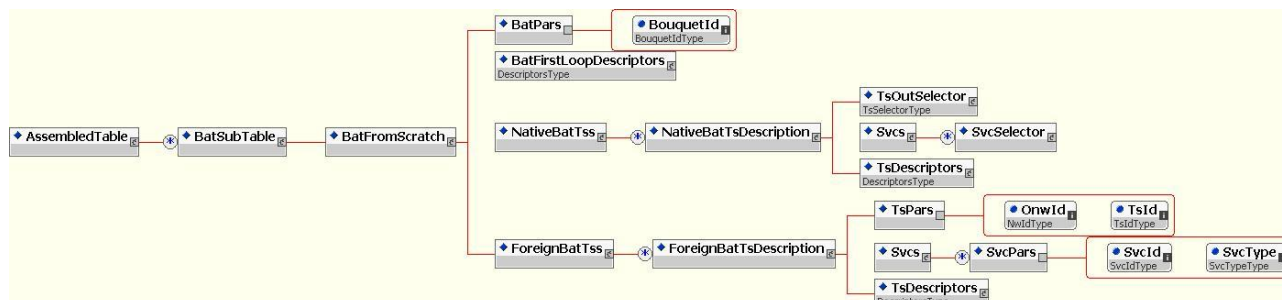 BatPars
BouquetId
BouquetIdType
BatFirstLoopDescriptors
DescriptorsType
TsOutSelector
TsSelectorType
AssembledTable
BatSubTable
BatFromScratch
NativeBatTss
NativeBatTsDescription
Svcs
SvcSelector
TsDescriptors
DescriptorsType
TsPars
OnwId
NwIdType
TsId
TsIdType
ForeignBatTss
ForeignBatTsDescription
Svcs
SvcPars
SvcId
SvcIdType
SvcType
SvcTypeType
TsDescriptors